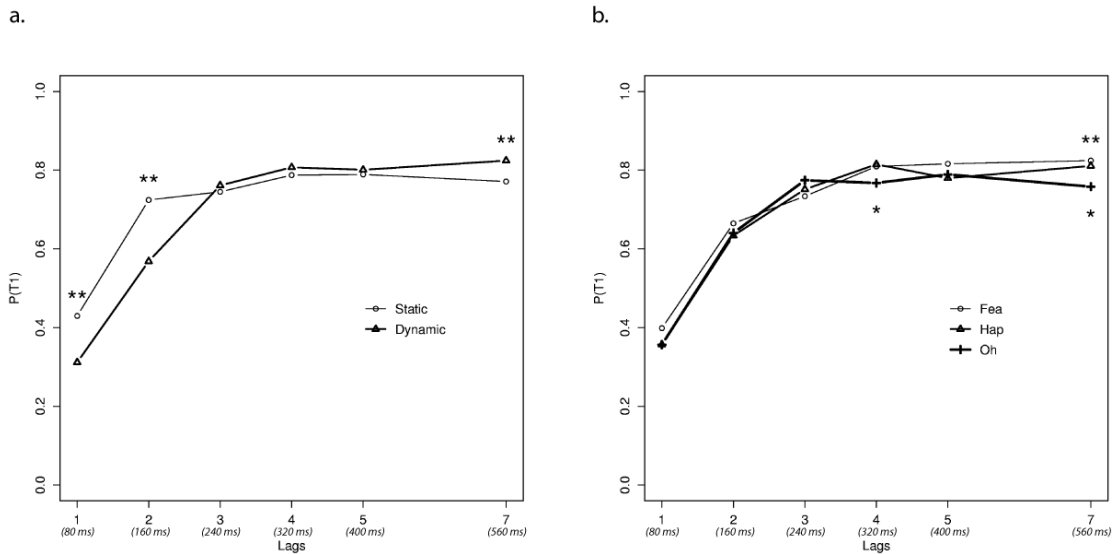 a.
1.0
0.8
0.6
0.4
0.2
0.0
P(T1)
**
**
**
Static
Dynamic
1 2 3 4 5 7
(80 ms) (160 ms) (240 ms) (320 ms) (400 ms) (560 ms)
Lags
b.
1.0
0.8
0.6
0.4
0.2
0.0
P(T1)
**
*
*
Fea
Hap
Oh
1 2 3 4 5 7
(80 ms) (160 ms) (240 ms) (320 ms) (400 ms) (560 ms)
Lags